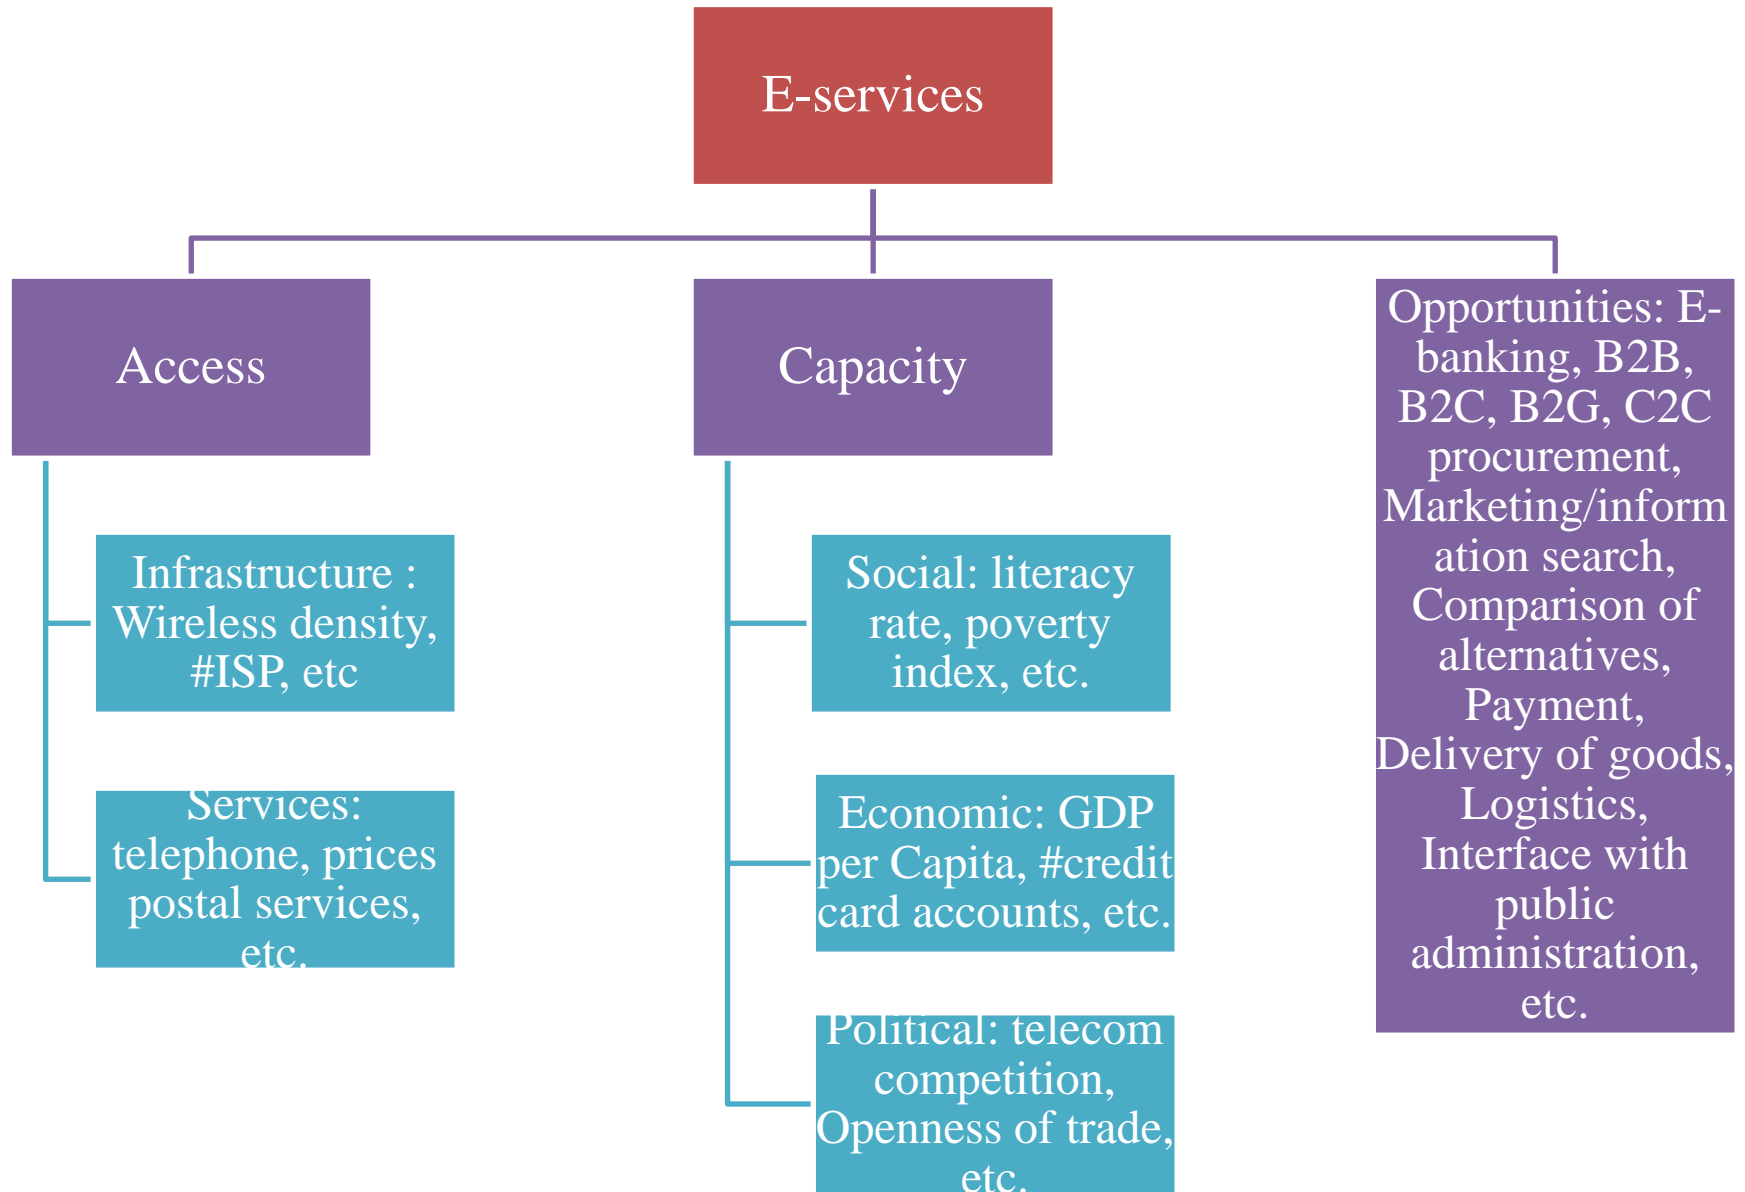 E-services
Access
Capacity
Opportunities: E-
banking, B2B,
B2C, B2G, C2C
procurement,
Marketing/inform
ation search,
Comparison of
alternatives,
Payment,
Delivery of goods,
Logistics,
Interface with
public
administration,
etc.
Infrastructure :
Wireless density,
#ISP, etc
Services:
telephone, prices
postal services,
etc.
Social: literacy
rate, poverty
index, etc.
Economic: GDP
per Capita, #credit
card accounts, etc.
Political: telecom
competition,
Openness of trade,
etc.